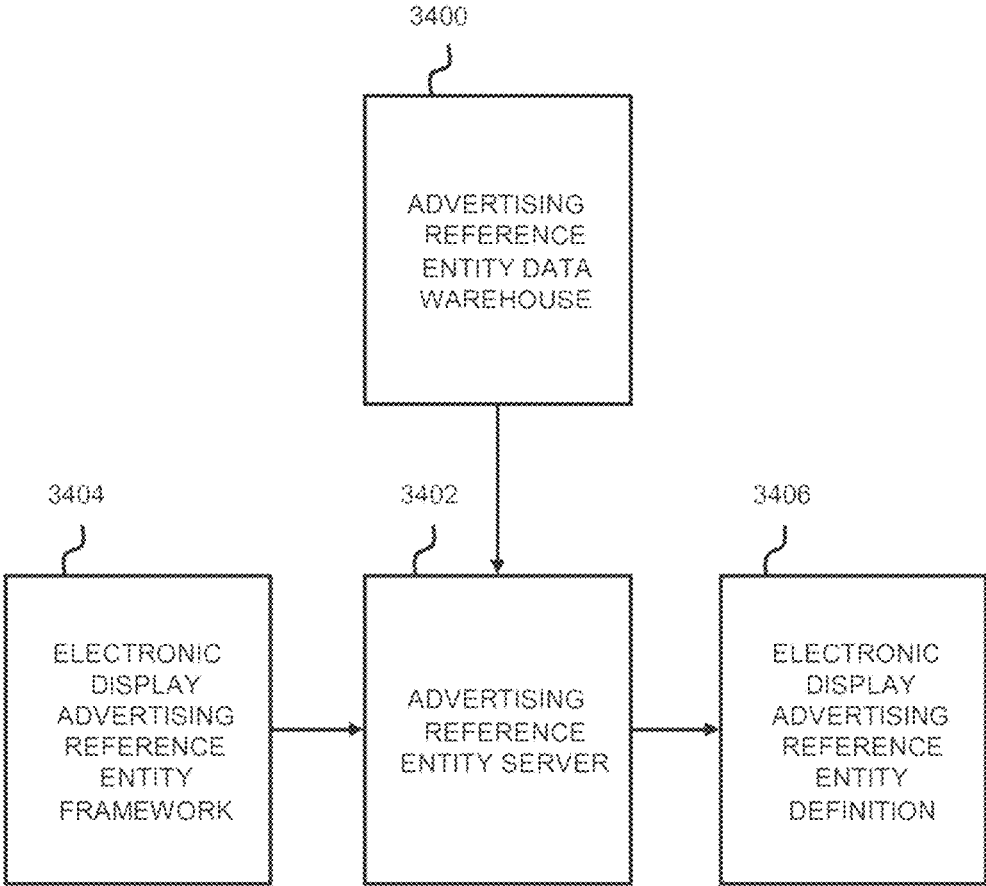 3400
ADVERTISING
REFERENCE
ENTITY DATA
WAREHOUSE
3404
3402
3406
ELECTRONIC
DISPLAY
ADVERTISING
REFERENCE
ENTITY
FRAMEWORK
ADVERTISING
REFERENCE
ENTITY SERVER
ELECTRONIC
DISPLAY
ADVERTISING
REFERENCE
ENTITY
DEFINITION